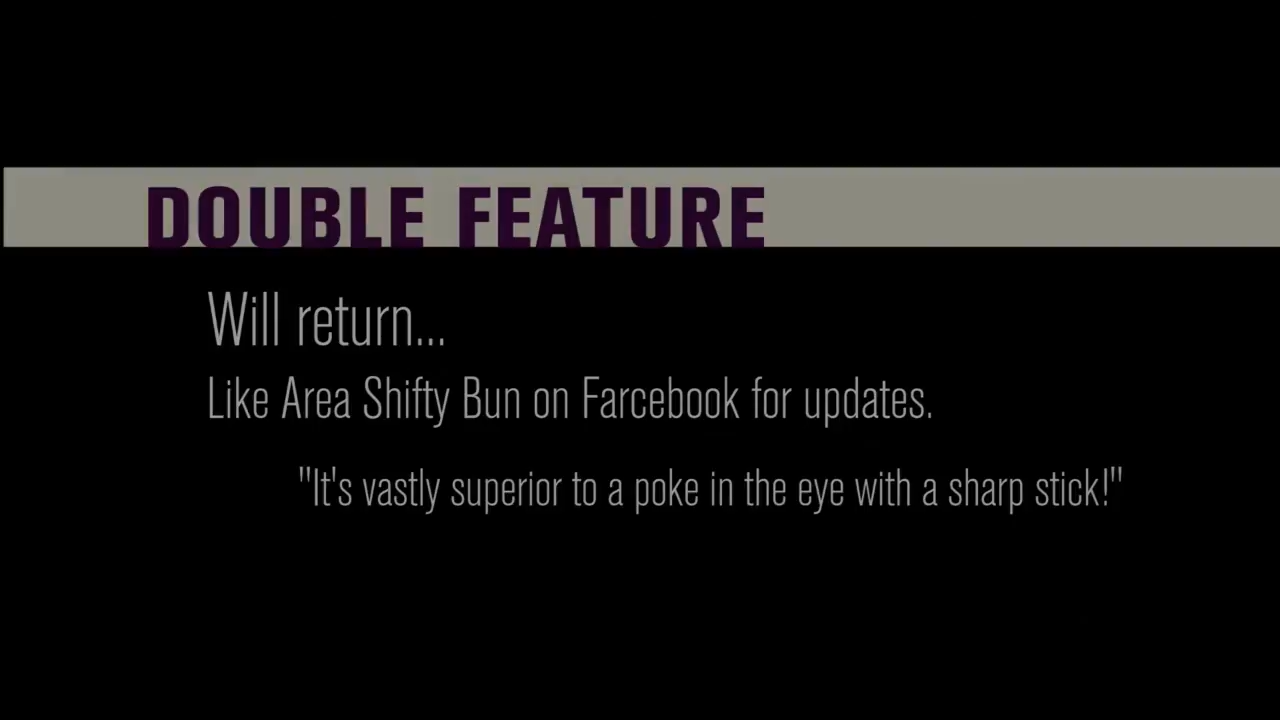 DOUBLE FEATURE
Will return...
Like Area Shifty Bun on Farcebook for updates.
"It's vastly superior to a poke in the eye with a sharp stick!"